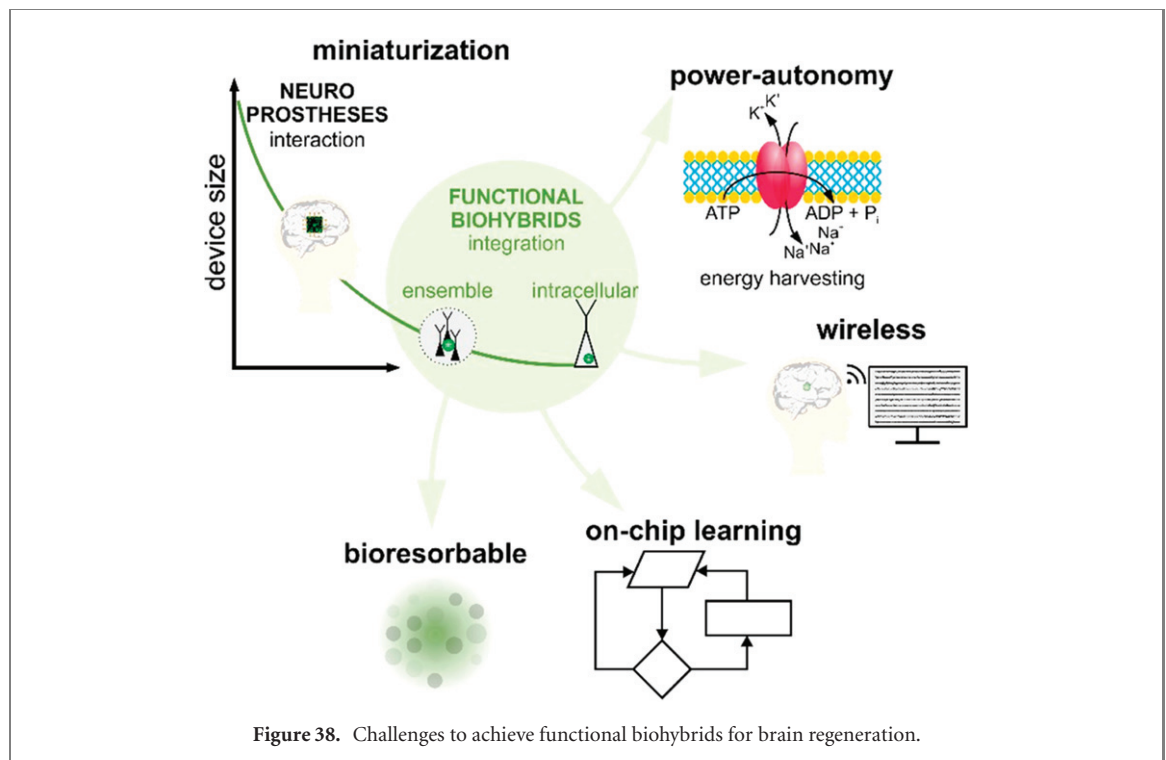 miniaturization
NEURO
PROSTHESES
interaction
device size
FUNCTIONAL
BIOHYBRIDS
integration
ensemble
intracellular
power-autonomy
K⁺K⁺
ATP
ADP + Pᵢ
Na⁺
Na⁺Na⁺
energy harvesting
wireless
bioresorbable
on-chip learning
Figure 38. Challenges to achieve functional biohybrids for brain regeneration.